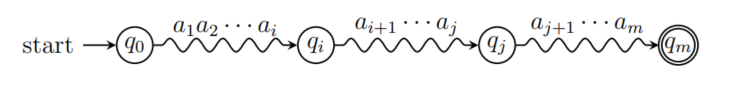 a₁a₂ ··· aᵢ aᵢ₊₁ ··· aⱼ aⱼ₊₁ ··· aₘ
start q₀ qᵢ qⱼ qₘ